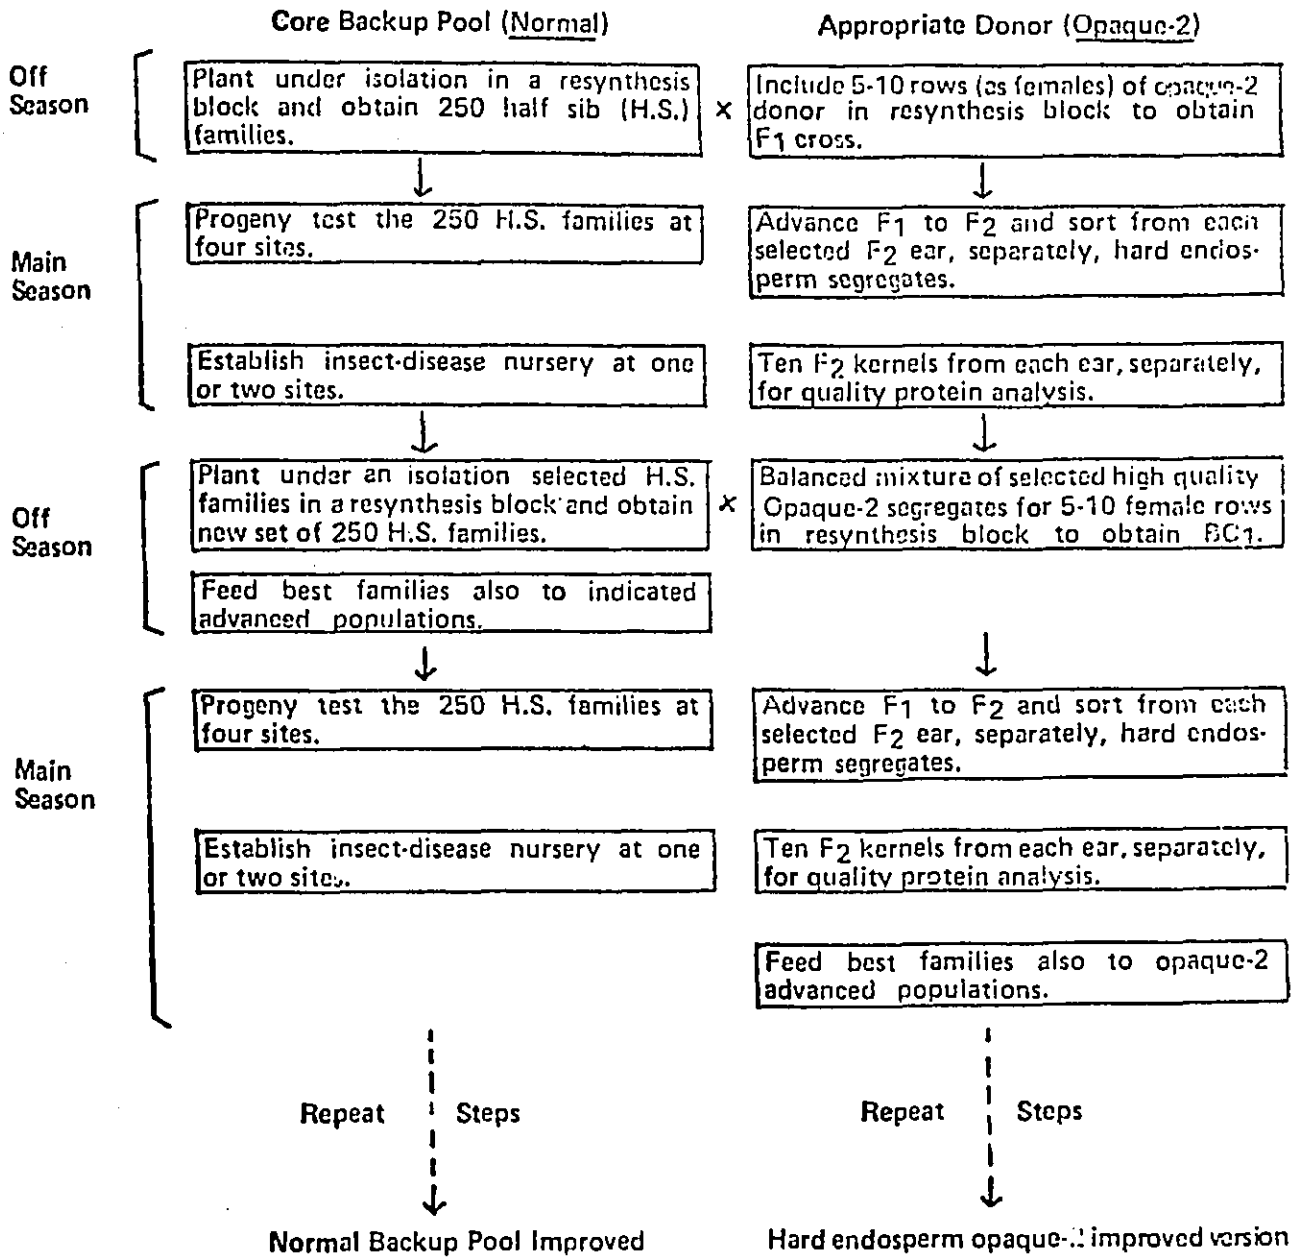 Core Backup Pool (Normal)
Appropriate Donor (Opaque-2)
Off
Season
Plant under isolation in a resynthesis
block and obtain 250 half sib (H.S.)
families.
x
Include 5-10 rows (as females) of opaque-2
donor in resynthesis block to obtain
F1 cross.
Main
Season
Progeny test the 250 H.S. families at
four sites.
Advance F1 to F2 and sort from each
selected F2 ear, separately, hard endos-
perm segregates.
Establish insect-disease nursery at one
or two sites.
Ten F2 kernels from each ear, separately,
for quality protein analysis.
Off
Season
Plant under an isolation selected H.S.
families in a resynthesis block and obtain
new set of 250 H.S. families.
x
Balanced mixture of selected high quality
Opaque-2 segregates for 5-10 female rows
in resynthesis block to obtain BC1.
Feed best families also to indicated
advanced populations.
Main
Season
Progeny test the 250 H.S. families at
four sites.
Advance F1 to F2 and sort from each
selected F2 ear, separately, hard endos-
perm segregates.
Establish insect-disease nursery at one
or two sites.
Ten F2 kernels from each ear, separately,
for quality protein analysis.
Feed best families also to opaque-2
advanced populations.
Repeat Steps
Repeat Steps
Normal Backup Pool Improved
Hard endosperm opaque-2 improved version